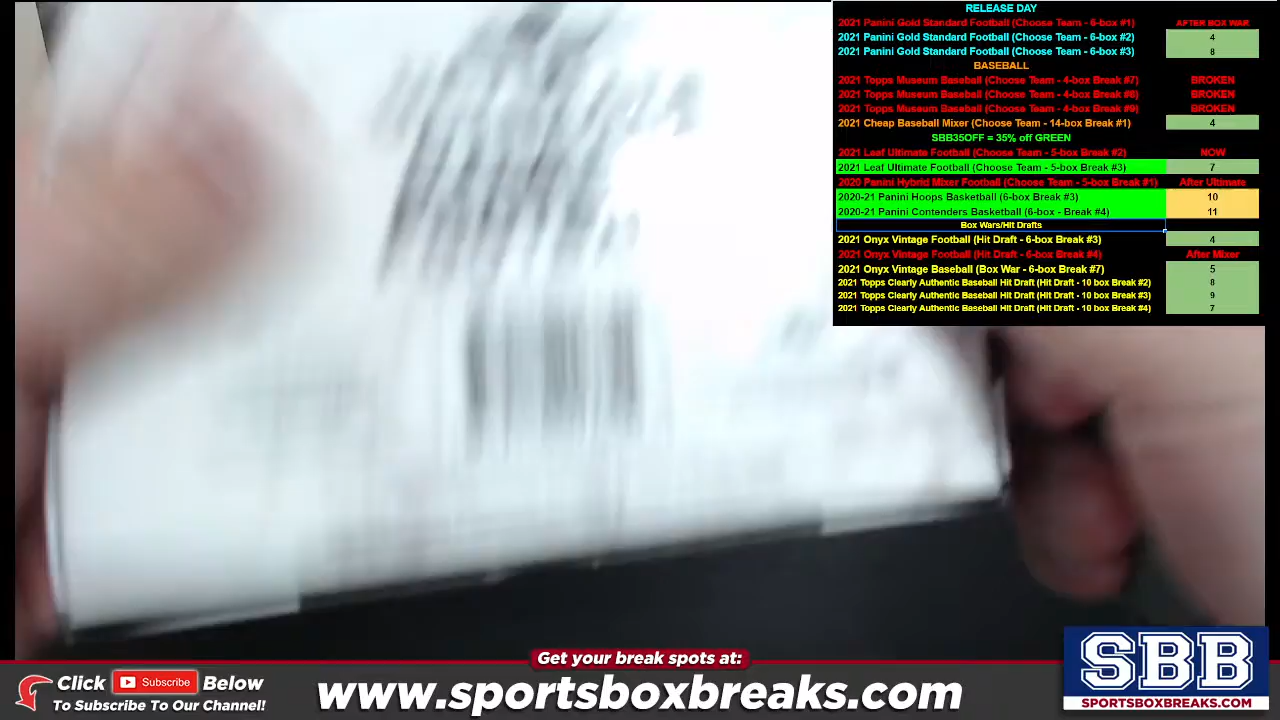 RELEASE DAY
2021 Panini Gold Standard Football (Choose Team - 6-box #1) AFTER BOX WAR
2021 Panini Gold Standard Football (Choose Team - 6-box #2) 4
2021 Panini Gold Standard Football (Choose Team - 6-box #3) 8
BASEBALL
2021 Topps Museum Baseball (Choose Team - 4-box Break #7) BROKEN
2021 Topps Museum Baseball (Choose Team - 4-box Break #8) BROKEN
2021 Topps Museum Baseball (Choose Team - 4-box Break #9) BROKEN
2021 Cheap Baseball Mixer (Choose Team - 14-box Break #1) 4
SBB35OFF = 35% off GREEN
2021 Leaf Ultimate Football (Choose Team - 5-box Break #2) NOW
2021 Leaf Ultimate Football (Choose Team - 5-box Break #3) 7
2020 Panini Hybrid Mixer Football (Choose Team - 5-box Break #1) After Ultimate
2020-21 Panini Hoops Basketball (6-box Break #3) 10
2020-21 Panini Contenders Basketball (6-box - Break #4) 11
Box Wars/Hit Drafts
2021 Onyx Vintage Football (Hit Draft - 6-box Break #3) 4
2021 Onyx Vintage Football (Hit Draft - 6-box Break #4) After Mixer
2021 Onyx Vintage Baseball (Box War - 6-box Break #7) 5
2021 Topps Clearly Authentic Baseball Hit Draft (Hit Draft - 10 box Break #2) 8
2021 Topps Clearly Authentic Baseball Hit Draft (Hit Draft - 10 box Break #3) 9
2021 Topps Clearly Authentic Baseball Hit Draft (Hit Draft - 10 box Break #4) 7
Get your break spots at:
Click Subscribe Below
To Subscribe To Our Channel!
www.sportsboxbreaks.com
SBB
SPORTSBOXBREAKS.COM